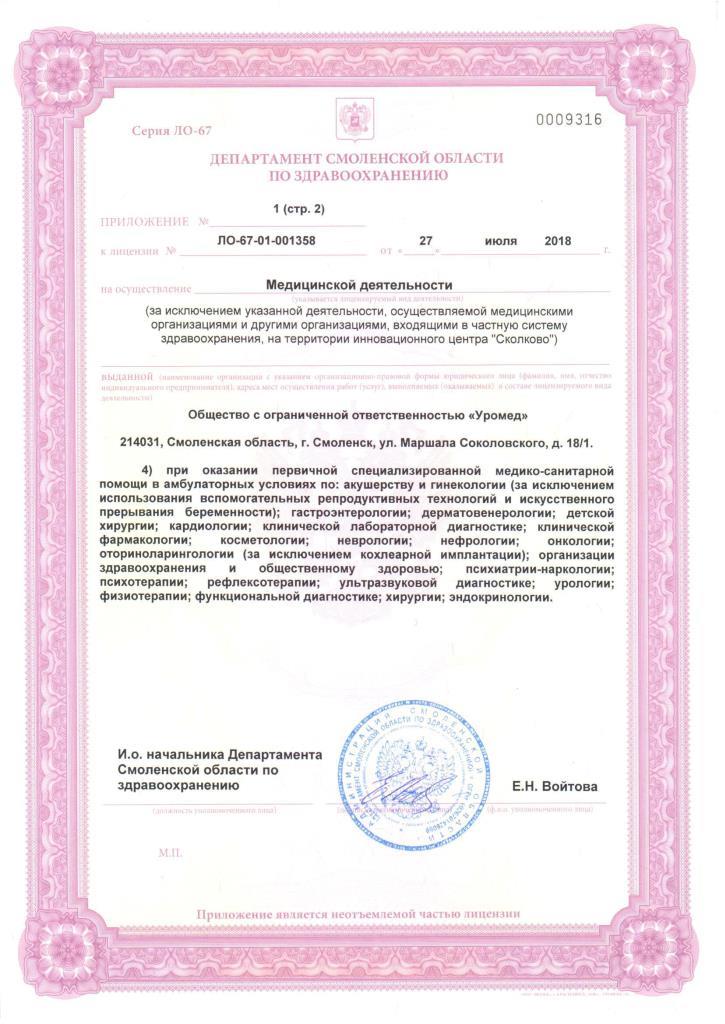 Серия ЛО-67
0009316
ДЕПАРТАМЕНТ СМОЛЕНСКОЙ ОБЛАСТИ
ПО ЗДРАВООХРАНЕНИЮ
ПРИЛОЖЕНИЕ № 1 (стр. 2)
к лицензии № ЛО-67-01-001358 от « 27 » июля 2018 г.
на осуществление Медицинской деятельности
(указывается лицензируемый вид деятельности)
(за исключением указанной деятельности, осуществляемой медицинскими
организациями и другими организациями, входящими в частную систему
здравоохранения, на территории инновационного центра "Сколково")
выданной (наименование организации с указанием организационно-правовой формы юридического лица (фамилия, имя, отчество
индивидуального предпринимателя), адреса мест осуществления работ (услуг), выполняемых (оказываемых) в составе лицензируемого вида
деятельности)
Общество с ограниченной ответственностью «Уромед»
214031, Смоленская область, г. Смоленск, ул. Маршала Соколовского, д. 18/1.
4) при оказании первичной специализированной медико-санитарной
помощи в амбулаторных условиях по: акушерству и гинекологии (за исключением
использования вспомогательных репродуктивных технологий и искусственного
прерывания беременности); гастроэнтерологии; дерматовенерологии; детской
хирургии; кардиологии; клинической лабораторной диагностике; клинической
фармакологии; косметологии; неврологии; нефрологии; онкологии;
оториноларингологии (за исключением кохлеарной имплантации); организации
здравоохранения и общественному здоровью; психиатрии-наркологии;
психотерапии; рефлексотерапии; ультразвуковой диагностике; урологии;
физиотерапии; функциональной диагностике; хирургии; эндокринологии.
И.о. начальника Департамента
Смоленской области по
здравоохранению
Е.Н. Войтова
(должность уполномоченного лица)
(ф.и.о. уполномоченного лица)
АДМИНИСТРАЦИЯ СМОЛЕНСКОЙ ОБЛАСТИ
ДЕПАРТАМЕНТ СМОЛЕНСКОЙ ОБЛАСТИ ПО ЗДРАВООХРАНЕНИЮ
М.П.
Приложение является неотъемлемой частью лицензии